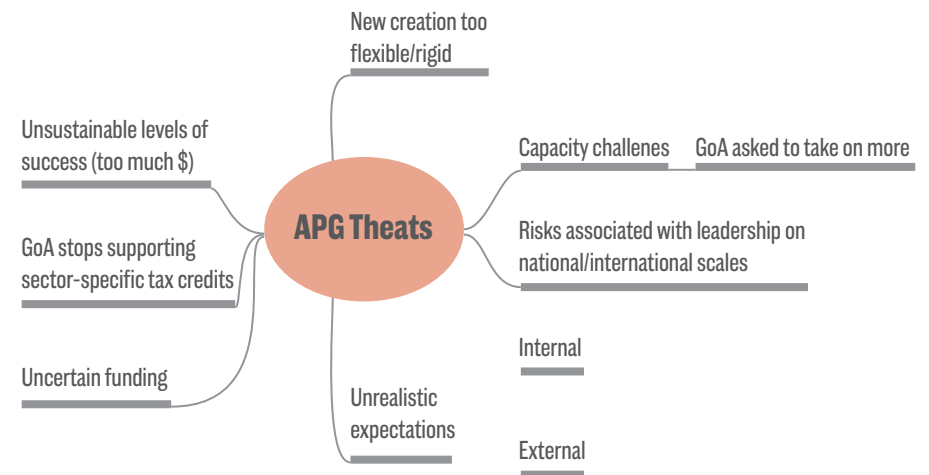 New creation too
flexible/rigid
Unsustainable levels of
success (too much $)
GoA stops supporting
sector-specific tax credits
Uncertain funding
APG Theats
Capacity challenes
GoA asked to take on more
Risks associated with leadership on
national/international scales
Internal
Unrealistic
expectations
External